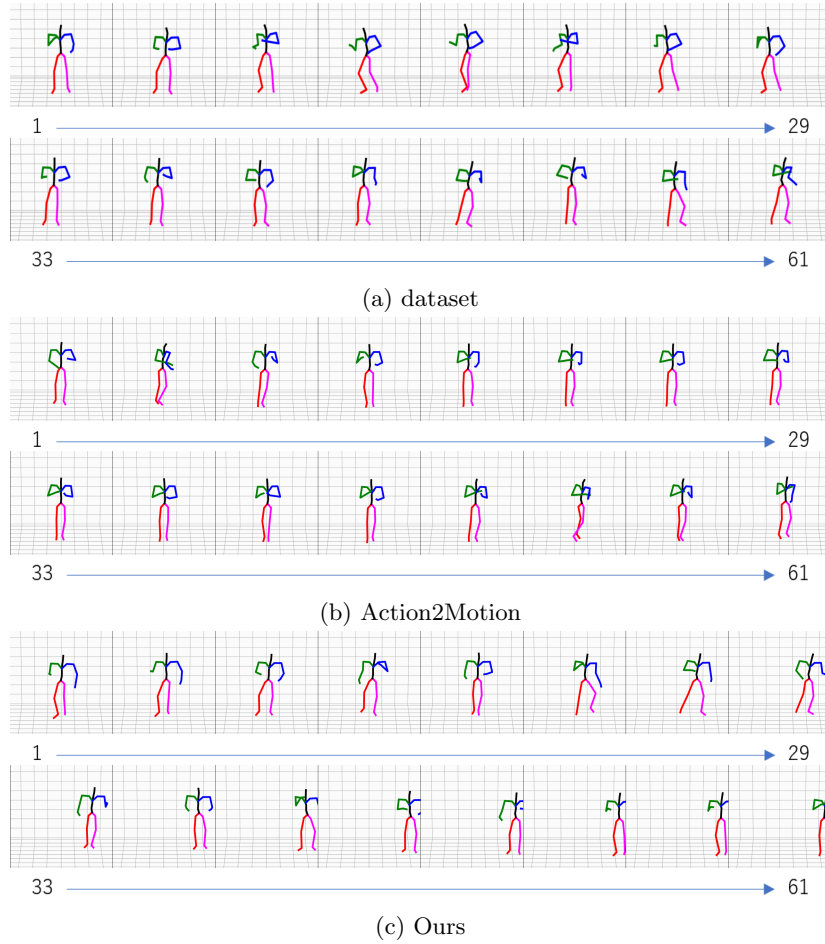 1 29
33 61
(a) dataset
1 29
33 61
(b) Action2Motion
1 29
33 61
(c) Ours